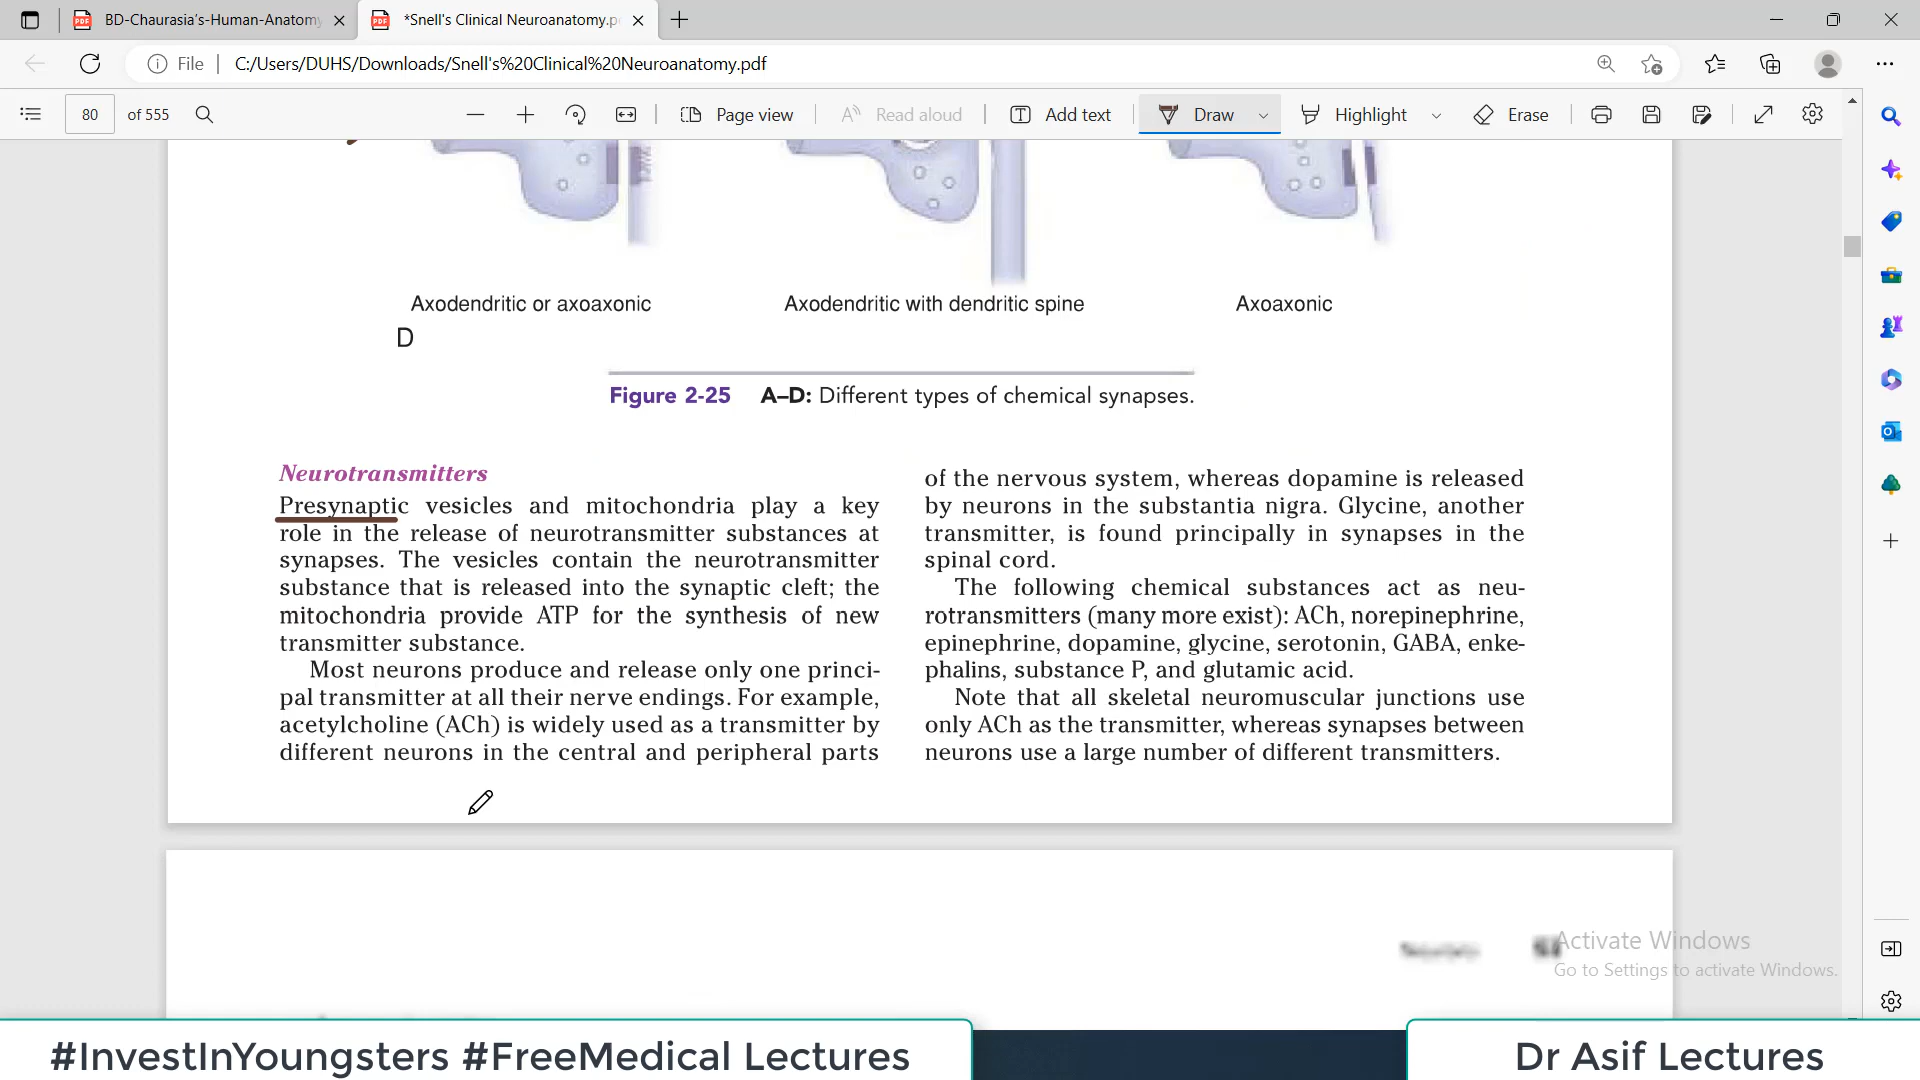 BD-Chaurasia's-Human-Anatomy
*Snell's Clinical Neuroanatomy.p
File
C:/Users/DUHS/Downloads/Snell's%20Clinical%20Neuroanatomy.pdf
80 of 555
Page view
Read aloud
Add text
Draw
Highlight
Erase
Axodendritic or axoaxonic
Axodendritic with dendritic spine
Axoaxonic
D
Figure 2-25 A–D: Different types of chemical synapses.
Neurotransmitters
Presynaptic vesicles and mitochondria play a key
role in the release of neurotransmitter substances at
synapses. The vesicles contain the neurotransmitter
substance that is released into the synaptic cleft; the
mitochondria provide ATP for the synthesis of new
transmitter substance.
Most neurons produce and release only one princi-
pal transmitter at all their nerve endings. For example,
acetylcholine (ACh) is widely used as a transmitter by
different neurons in the central and peripheral parts
of the nervous system, whereas dopamine is released
by neurons in the substantia nigra. Glycine, another
transmitter, is found principally in synapses in the
spinal cord.
The following chemical substances act as neu-
rotransmitters (many more exist): ACh, norepinephrine,
epinephrine, dopamine, glycine, serotonin, GABA, enke-
phalins, substance P, and glutamic acid.
Note that all skeletal neuromuscular junctions use
only ACh as the transmitter, whereas synapses between
neurons use a large number of different transmitters.
Activate Windows
Go to Settings to activate Windows.
#InvestInYoungsters #FreeMedical Lectures
Dr Asif Lectures